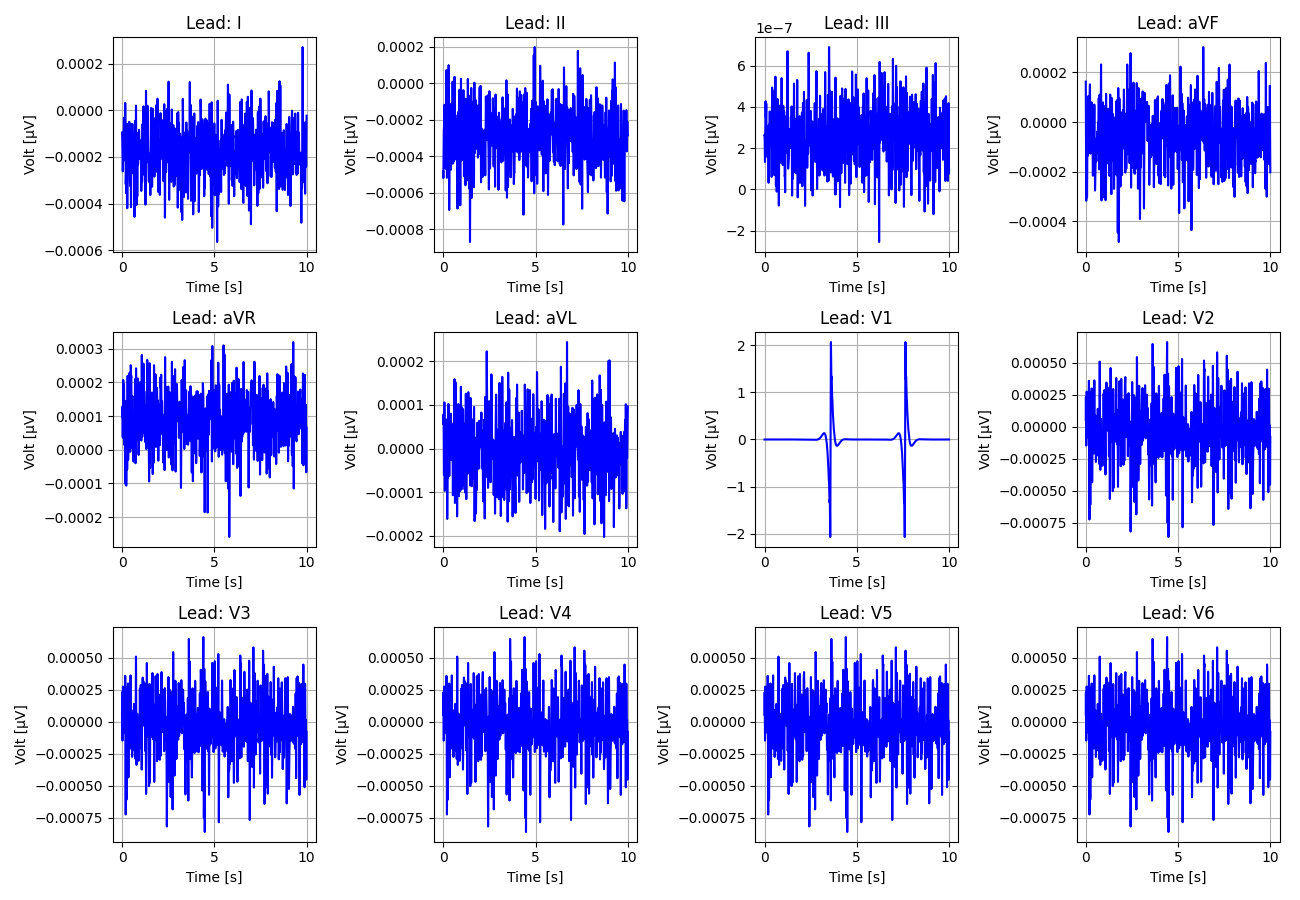 Lead: I
0.0002
0.0000
−0.0002
−0.0004
−0.0006
0 5 10
Time [s]
Volt [µV]
Lead: II
0.0002
0.0000
−0.0002
−0.0004
−0.0006
−0.0008
0 5 10
Time [s]
Volt [µV]
Lead: III
1e−7
6
4
2
0
−2
0 5 10
Time [s]
Volt [µV]
Lead: aVF
0.0002
0.0000
−0.0002
−0.0004
0 5 10
Time [s]
Volt [µV]
Lead: aVR
0.0003
0.0002
0.0001
0.0000
−0.0001
−0.0002
0 5 10
Time [s]
Volt [µV]
Lead: aVL
0.0002
0.0001
0.0000
−0.0001
−0.0002
0 5 10
Time [s]
Volt [µV]
Lead: V1
2
1
0
−1
−2
0 5 10
Time [s]
Volt [µV]
Lead: V2
0.00050
0.00025
0.00000
−0.00025
−0.00050
−0.00075
0 5 10
Time [s]
Volt [µV]
Lead: V3
0.00050
0.00025
0.00000
−0.00025
−0.00050
−0.00075
0 5 10
Time [s]
Volt [µV]
Lead: V4
0.00050
0.00025
0.00000
−0.00025
−0.00050
−0.00075
0 5 10
Time [s]
Volt [µV]
Lead: V5
0.00050
0.00025
0.00000
−0.00025
−0.00050
−0.00075
0 5 10
Time [s]
Volt [µV]
Lead: V6
0.00050
0.00025
0.00000
−0.00025
−0.00050
−0.00075
0 5 10
Time [s]
Volt [µV]